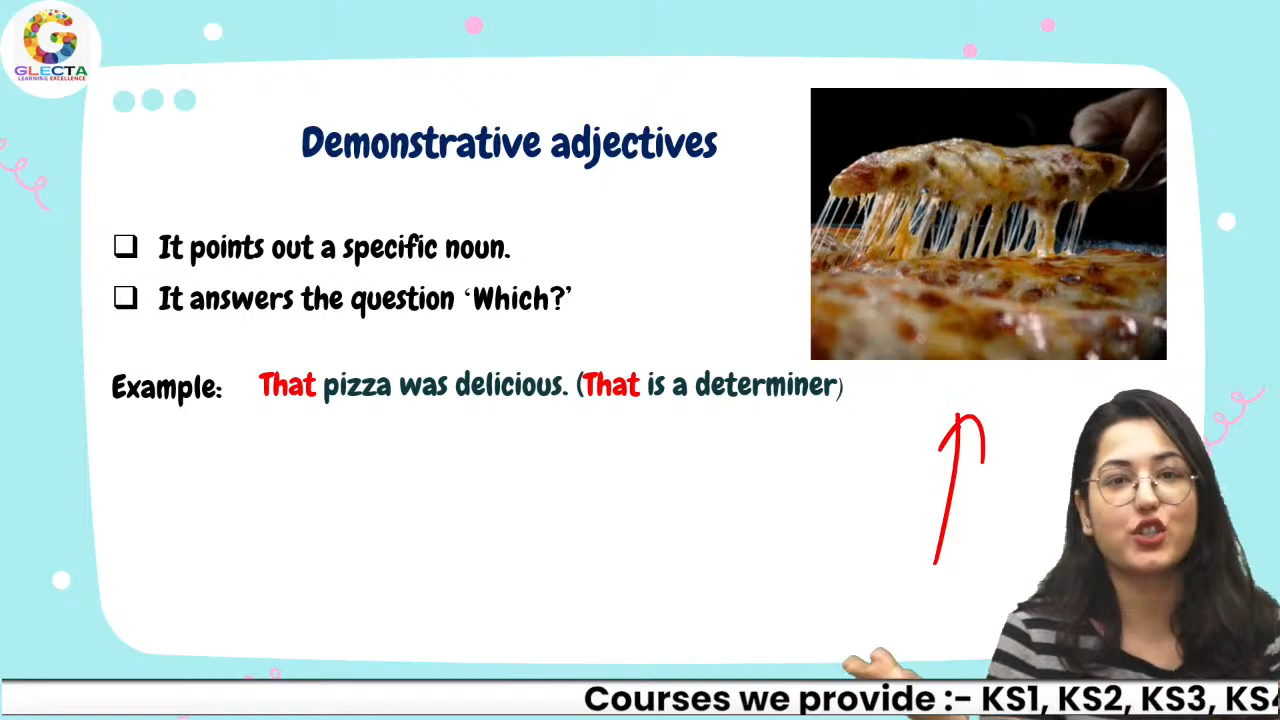 GLECTA
LEARNING EXCELLENCE
Demonstrative adjectives
It points out a specific noun.
It answers the question ‘Which?’
Example: That pizza was delicious. (That is a determiner)
Courses we provide :- KS1, KS2, KS3, KS4